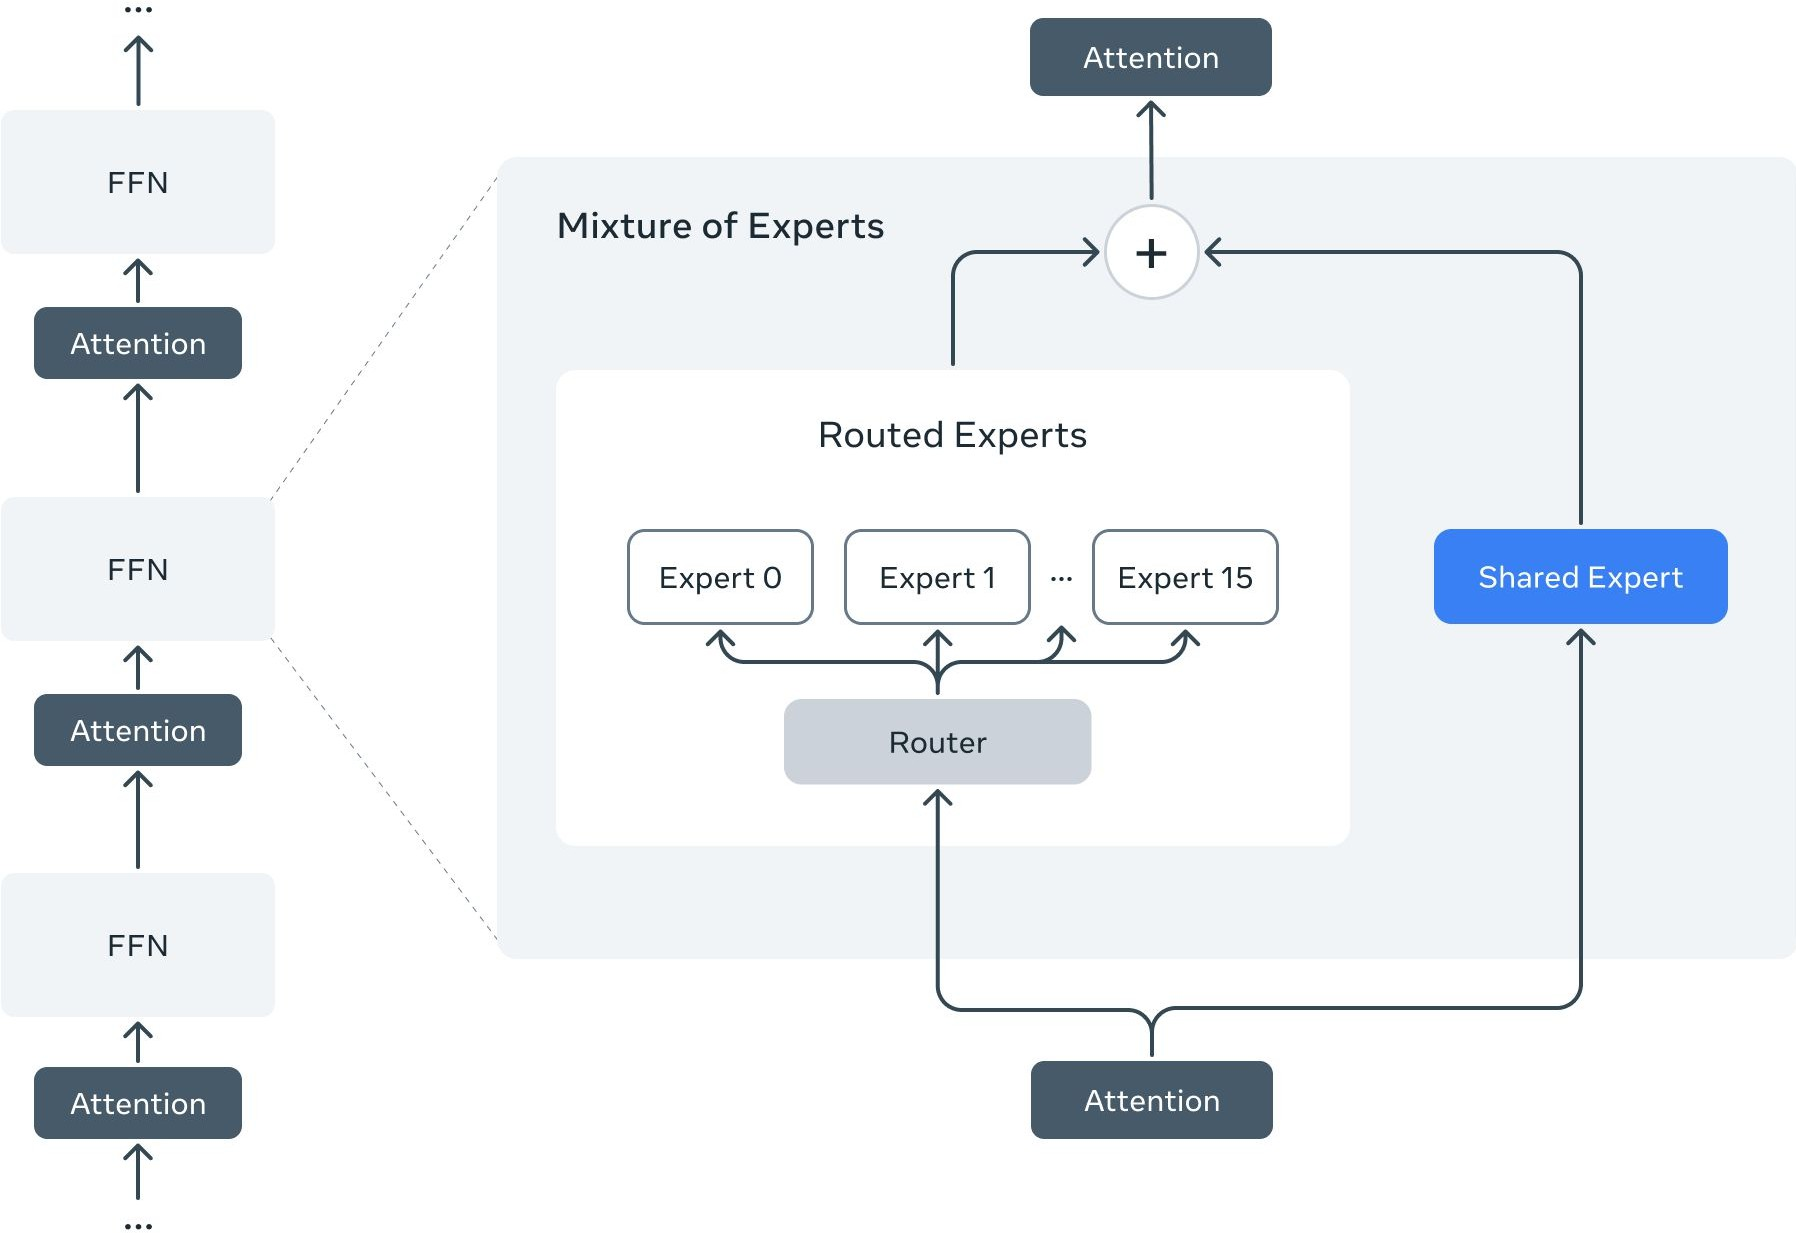 ...
FFN
Attention
FFN
Attention
FFN
Attention
...
Attention
Mixture of Experts
+
Routed Experts
Expert 0
Expert 1
...
Expert 15
Shared Expert
Router
Attention